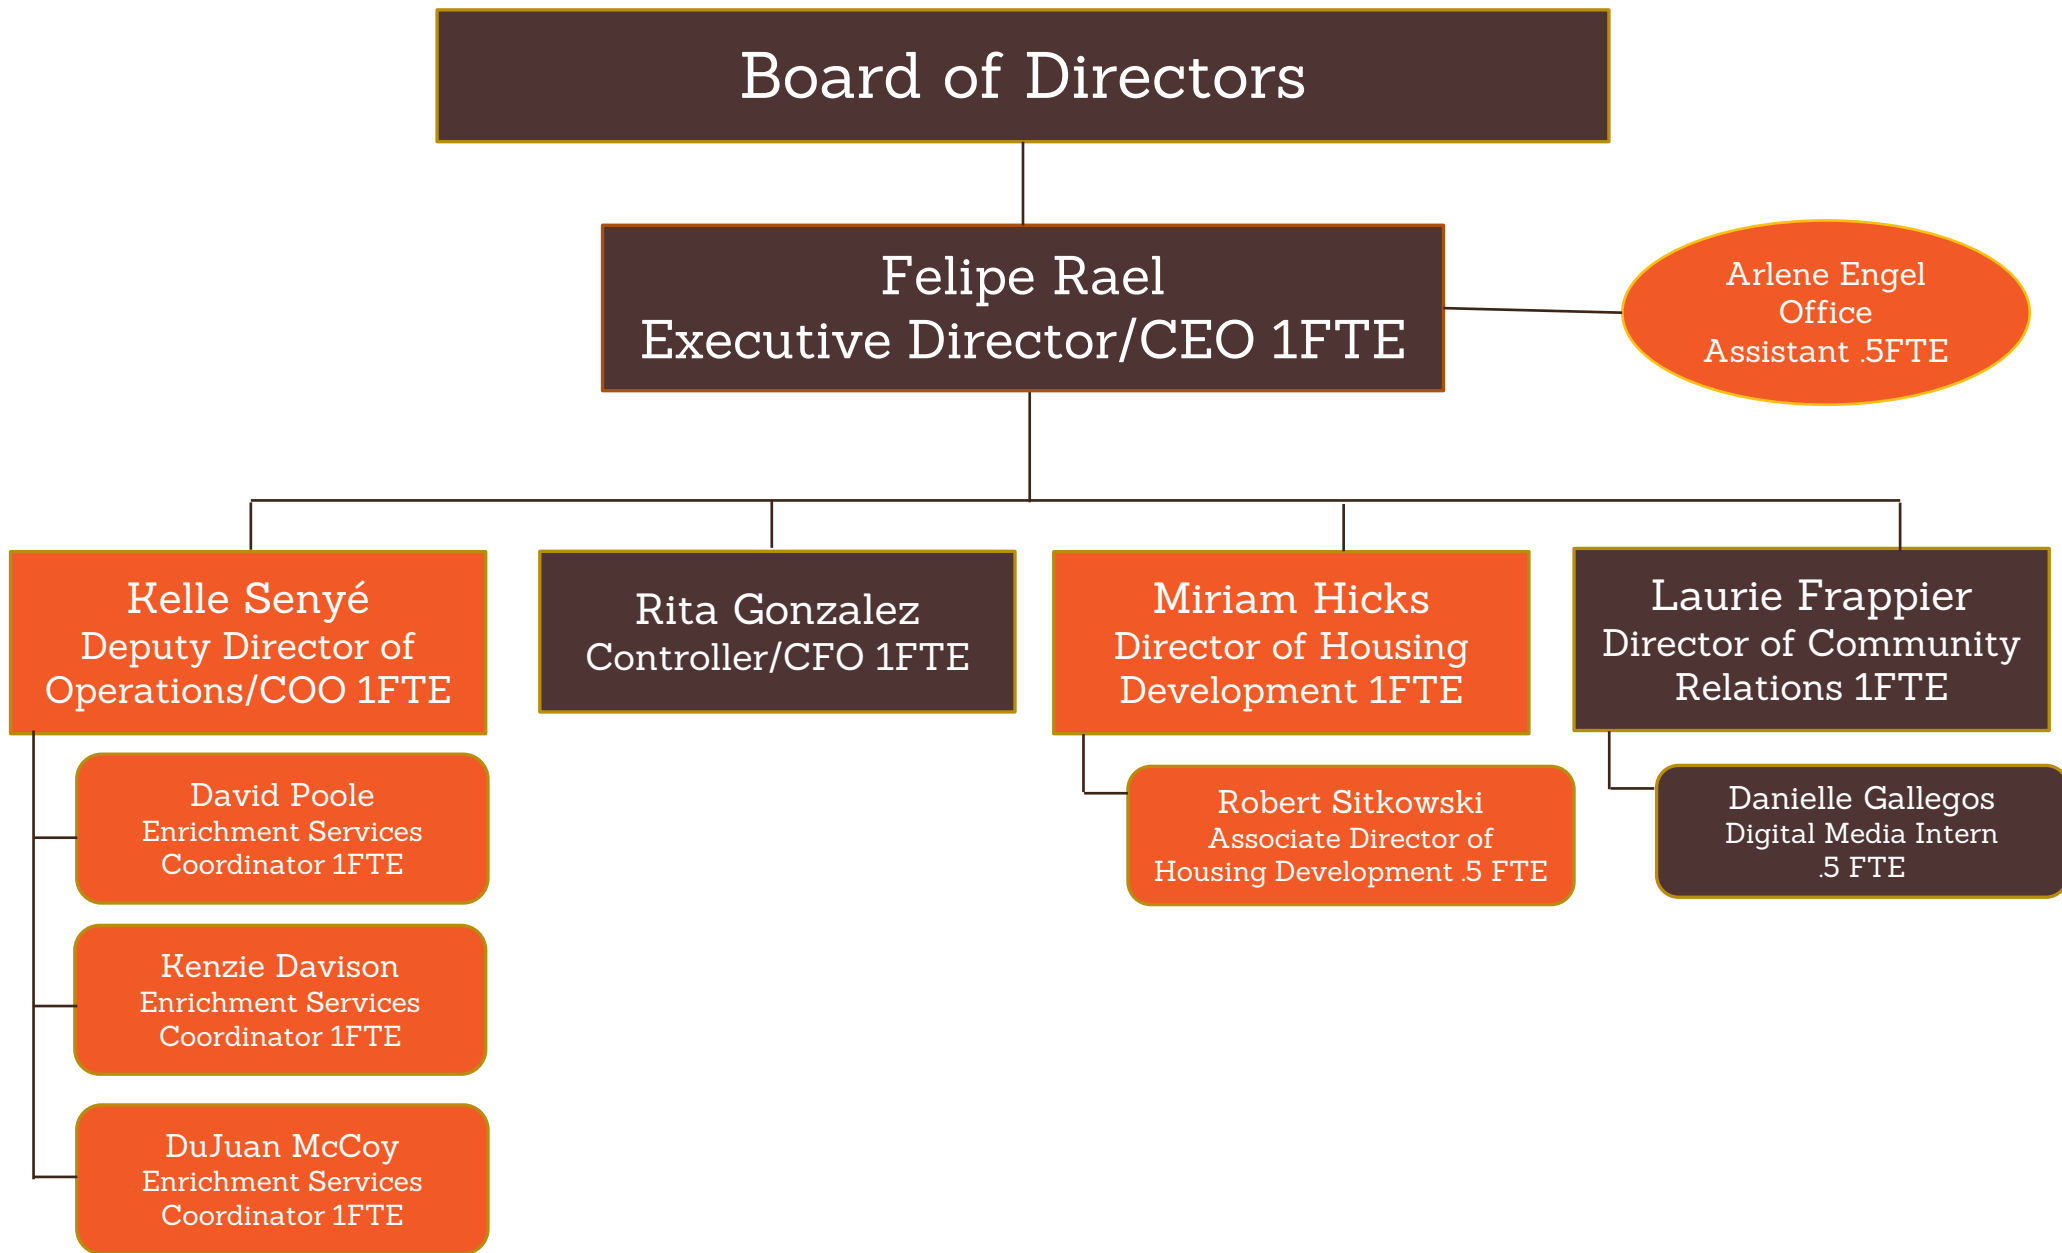 Board of Directors
Felipe Rael
Executive Director/CEO 1FTE
Arlene Engel
Office
Assistant .5FTE
Kelle Senyé
Deputy Director of
Operations/COO 1FTE
Rita Gonzalez
Controller/CFO 1FTE
Miriam Hicks
Director of Housing
Development 1FTE
Laurie Frappier
Director of Community
Relations 1FTE
David Poole
Enrichment Services
Coordinator 1FTE
Kenzie Davison
Enrichment Services
Coordinator 1FTE
DuJuan McCoy
Enrichment Services
Coordinator 1FTE
Robert Sitkowski
Associate Director of
Housing Development .5 FTE
Danielle Gallegos
Digital Media Intern
.5 FTE